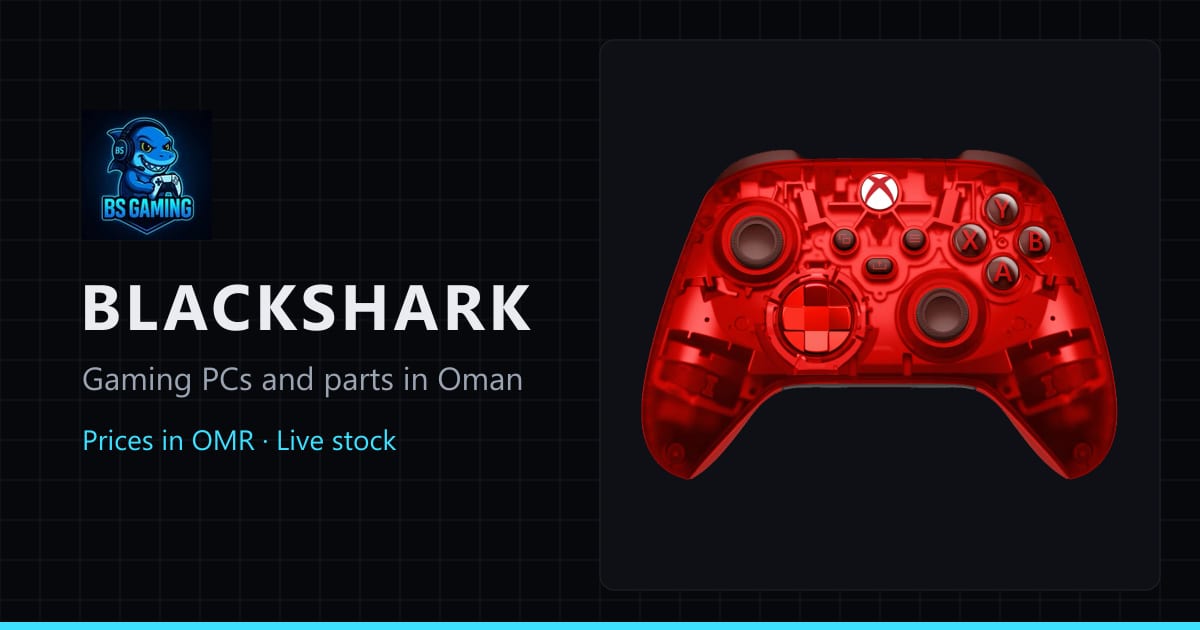 BS
BS GAMING
BLACKSHARK
Gaming PCs and parts in Oman
Prices in OMR · Live stock
Y
X
B
A